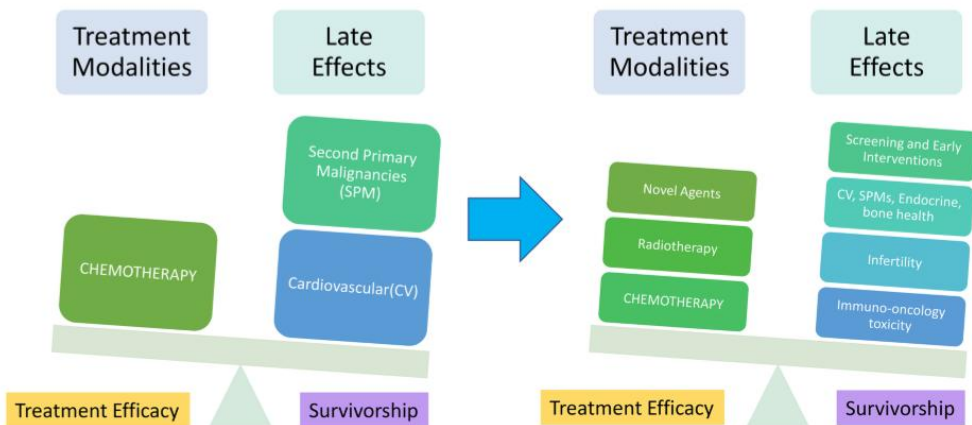 Treatment
Modalities
Late
Effects
Second Primary
Malignancies
(SPM)
CHEMOTHERAPY
Cardiovascular(CV)
Treatment Efficacy
Survivorship
Treatment
Modalities
Late
Effects
Screening and Early
Interventions
Novel Agents
CV, SPMs, Endocrine,
bone health
Radiotherapy
Infertility
CHEMOTHERAPY
Immuno-oncology
toxicity
Treatment Efficacy
Survivorship